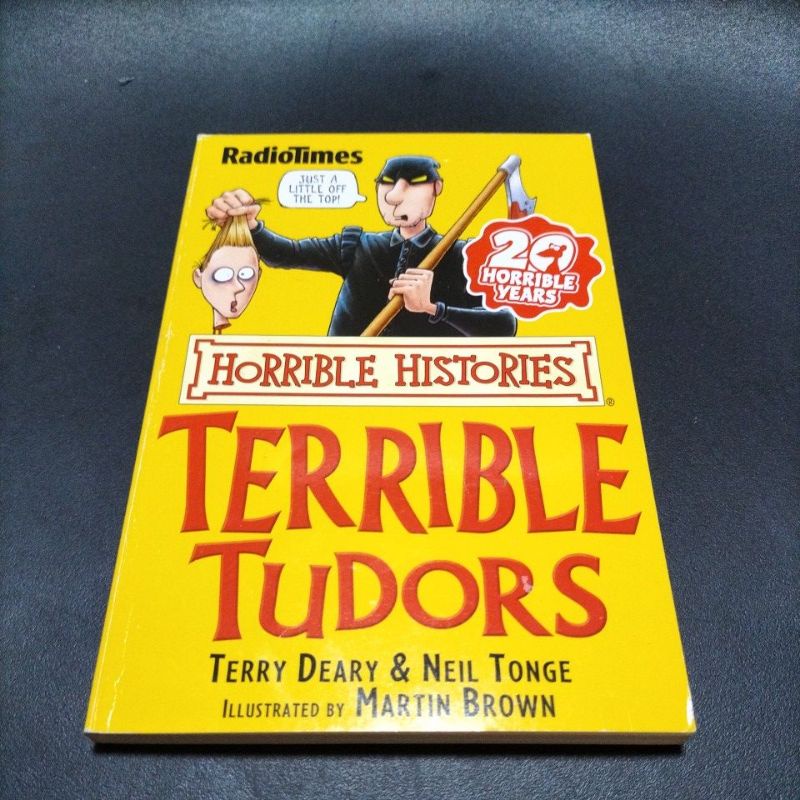 RadioTimes
JUST A
LITTLE OFF
THE TOP!
20
HORRIBLE
YEARS
HORRIBLE HISTORIES®
TERRIBLE
TUDORS
TERRY DEARY & NEIL TONGE
ILLUSTRATED BY MARTIN BROWN